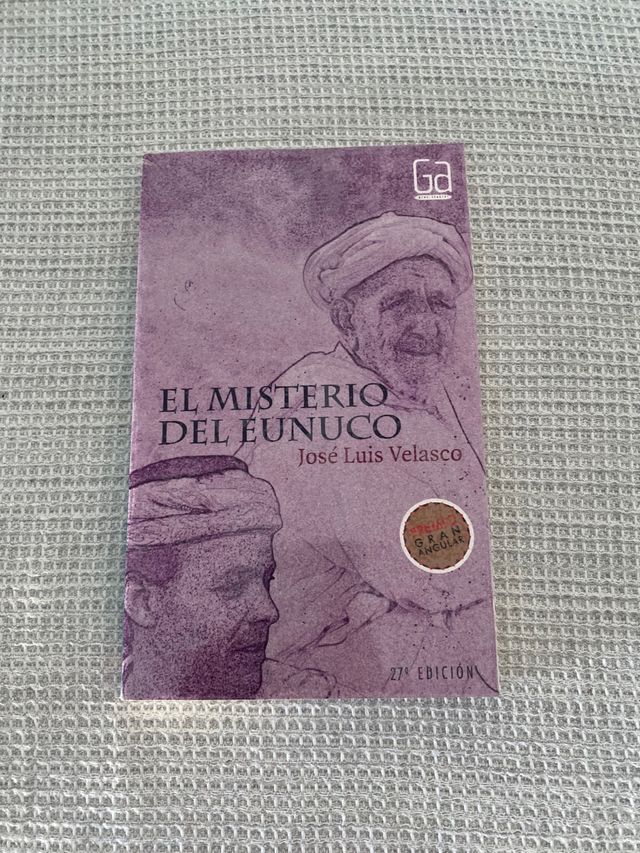 Ga
EL MISTERIO
DEL EUNUCO
José Luis Velasco
PREMIO
GRAN
ANGULAR
27ª EDICIÓN